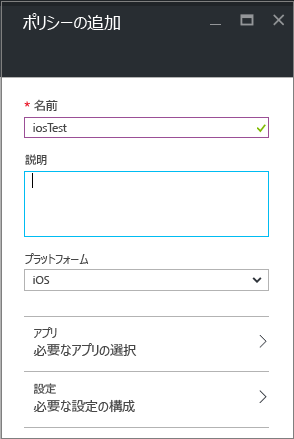 ポリシーの追加
* 名前
iosTest
説明
プラットフォーム
iOS
アプリ
必要なアプリの選択
設定
必要な設定の構成